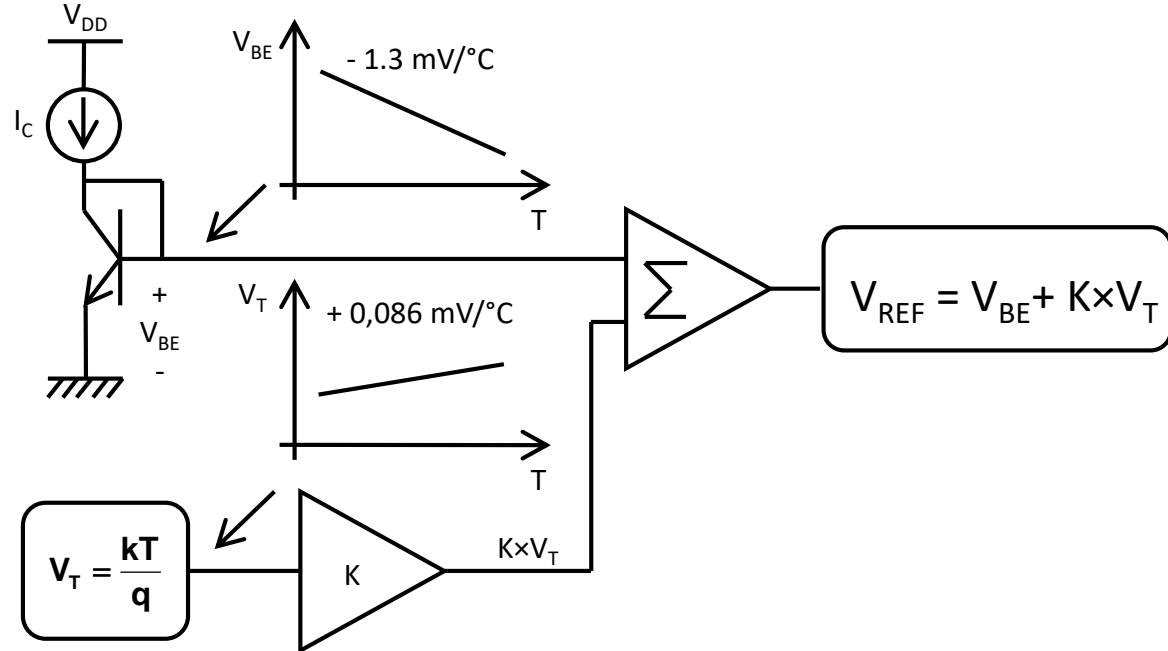 V_DD
I_C
+
V_BE
-
V_BE
- 1.3 mV/°C
T
V_T
+ 0,086 mV/°C
T
V_T = kT/q
K
K×V_T
∑
V_REF = V_BE + K×V_T